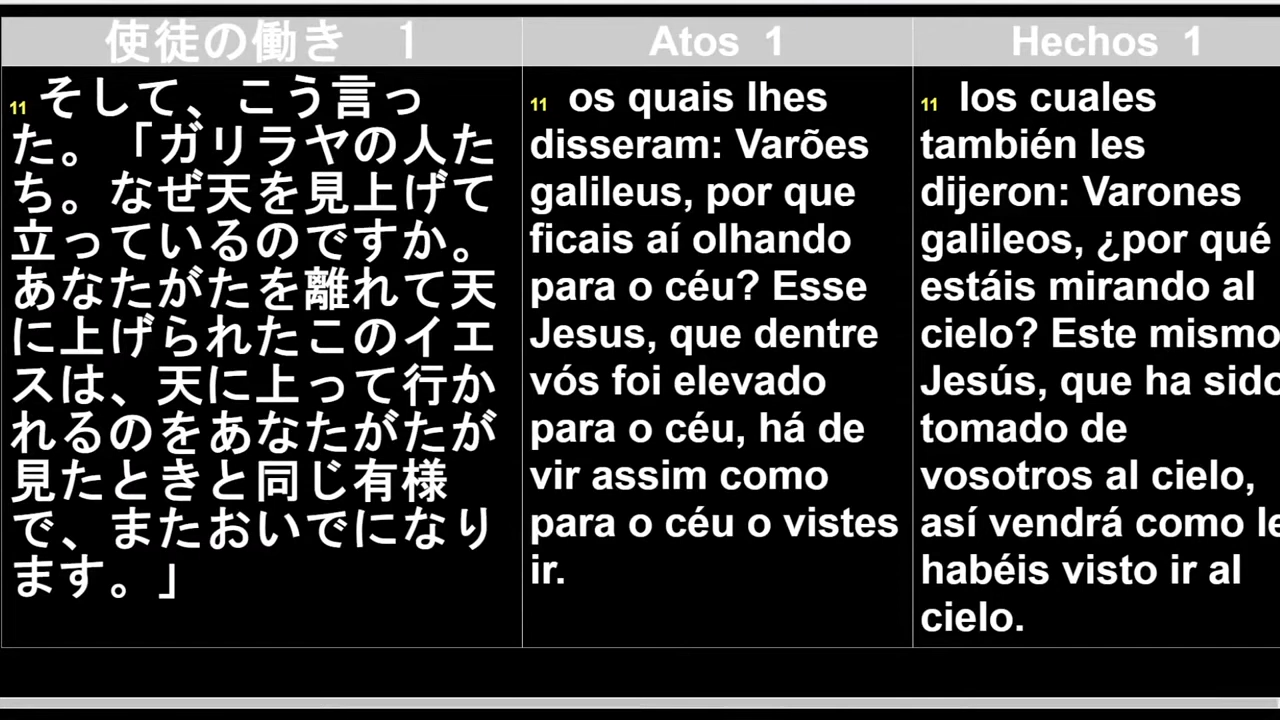 使徒の働き　1
11 そして、こう言っ
た。「ガリラヤの人た
ち。なぜ天を見上げて
立っているのですか。
あなたがたを離れて天
に上げられたこのイエ
スは、天に上って行か
れるのをあなたがたが
見たときと同じ有様
で、またおいでになり
ます。」
Atos 1
11 os quais lhes
disseram: Varões
galileus, por que
ficais aí olhando
para o céu? Esse
Jesus, que dentre
vós foi elevado
para o céu, há de
vir assim como
para o céu o vistes
ir.
Hechos 1
11 los cuales
también les
dijeron: Varones
galileos, ¿por qué
estáis mirando al
cielo? Este mismo
Jesús, que ha sido
tomado de
vosotros al cielo,
así vendrá como le
habéis visto ir al
cielo.